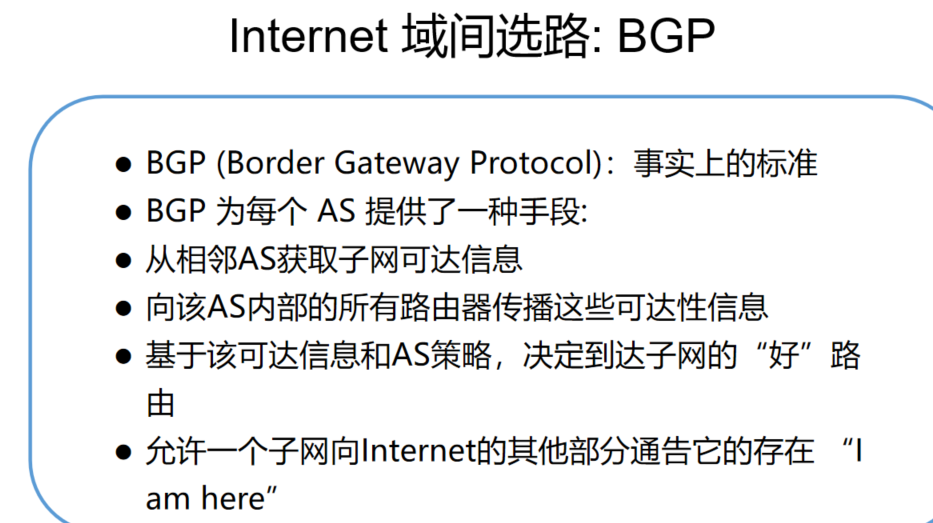 Internet 域间选路: BGP
● BGP (Border Gateway Protocol)：事实上的标准
● BGP 为每个 AS 提供了一种手段:
● 从相邻AS获取子网可达信息
● 向该AS内部的所有路由器传播这些可达性信息
● 基于该可达信息和AS策略，决定到达子网的“好”路
由
● 允许一个子网向Internet的其他部分通告它的存在 “I
am here”